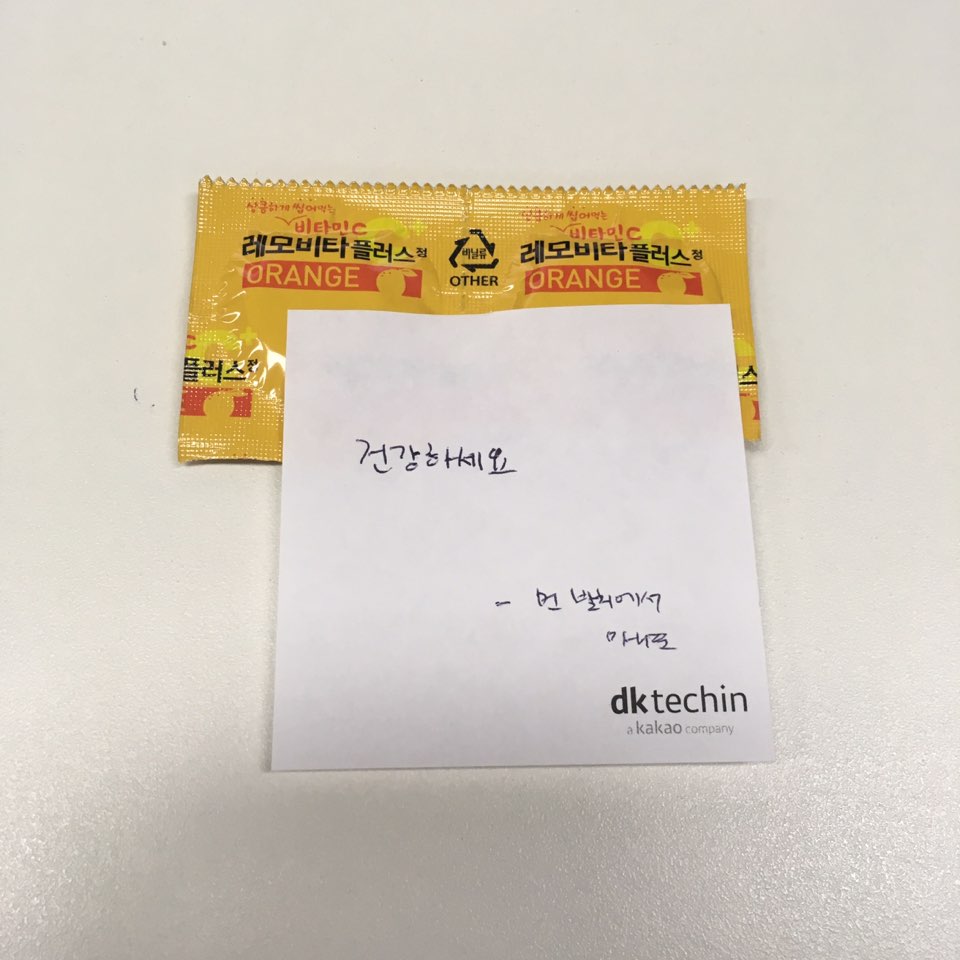 상큼하게 씹어먹는
비타민C
레모비타플러스정
ORANGE
비닐류
OTHER
상큼하게 씹어먹는
비타민C
레모비타플러스정
ORANGE
C
플러스정
건강하세요
- 먼 발치에서
마니또
dktechin
a kakao company